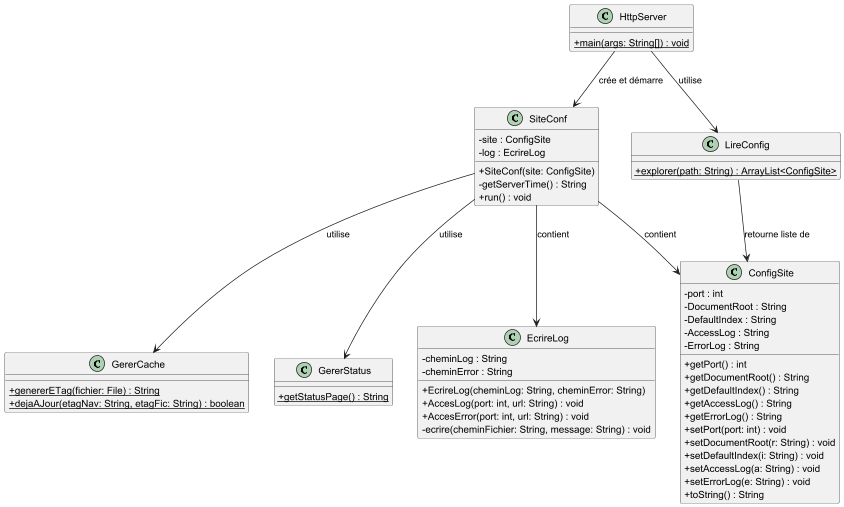 C HttpServer
+main(args: String[]) : void
crée et démarre
utilise
C SiteConf
-site : ConfigSite
-log : EcrireLog
+SiteConf(site: ConfigSite)
-getServerTime() : String
+run() : void
C LireConfig
+explorer(path: String) : ArrayList<ConfigSite>
utilise
utilise
contient
contient
retourne liste de
C ConfigSite
-port : int
-DocumentRoot : String
-DefaultIndex : String
-AccessLog : String
-ErrorLog : String
+getPort() : int
+getDocumentRoot() : String
+getDefaultIndex() : String
+getAccessLog() : String
+getErrorLog() : String
+setPort(port: int) : void
+setDocumentRoot(r: String) : void
+setDefaultIndex(i: String) : void
+setAccessLog(a: String) : void
+setErrorLog(e: String) : void
+toString() : String
C GererCache
+genererETag(fichier: File) : String
+dejaAJour(etagNav: String, etagFic: String) : boolean
C GererStatus
+getStatusPage() : String
C EcrireLog
-cheminLog : String
-cheminError : String
+EcrireLog(cheminLog: String, cheminError: String)
+AccesLog(port: int, url: String) : void
+AccesError(port: int, url: String) : void
-ecrire(cheminFichier: String, message: String) : void